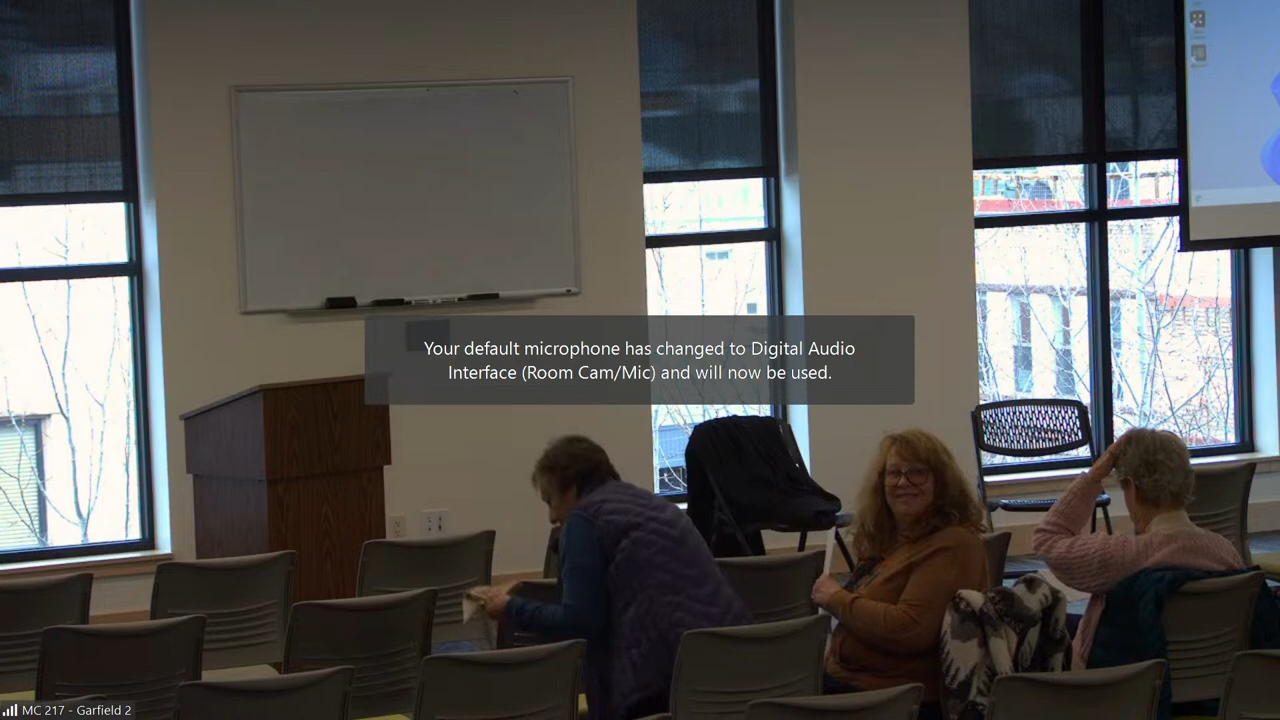 Your default microphone has changed to Digital Audio
Interface (Room Cam/Mic) and will now be used.
MC 217 - Garfield 2